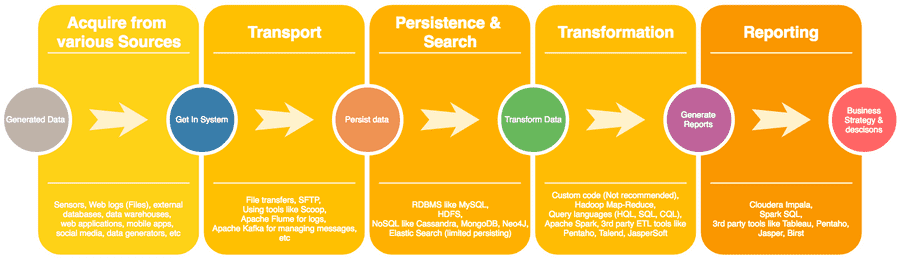 Acquire from
various Sources
Transport
Persistence &
Search
Transformation
Reporting
Generated Data
Get In System
Persist data
Transform Data
Generate
Reports
Business
Strategy &
descisons
Sensors, Web logs (Files), external
databases, data warehouses,
web applications, mobile apps,
social media, data generators, etc
File transfers, SFTP,
Using tools like Scoop,
Apache Flume for logs,
Apache Kafka for managing messages,
etc
RDBMS like MySQL,
HDFS,
NoSQL like Cassandra, MongoDB, Neo4J,
Elastic Search (limited persisting)
Custom code (Not recommended),
Hadoop Map-Reduce,
Query languages (HQL, SQL, CQL),
Apache Spark, 3rd party ETL tools like
Pentaho, Talend, JasperSoft
Cloudera Impala,
Spark SQL,
3rd party tools like Tableau, Pentaho,
Jasper, Birst